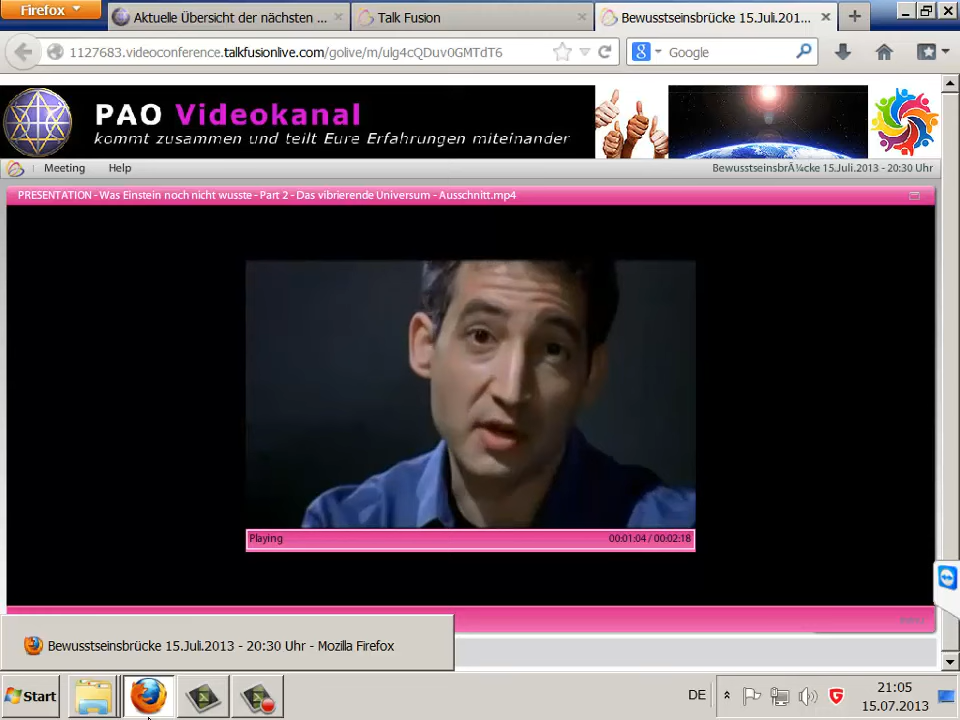 Firefox
Aktuelle Übersicht der nächsten ...
Talk Fusion
Bewusstseinsbrücke 15.Juli.201...
1127683.videoconference.talkfusionlive.com/golive/m/ulg4cQDuv0GMTdT6
Google
PAO Videokanal
kommt zusammen und teilt Eure Erfahrungen miteinander
Meeting
Help
BewusstseinsbrÃ¼cke 15.Juli.2013 - 20:30 Uhr
PRESENTATION - Was Einstein noch nicht wusste - Part 2 - Das vibrierende Universum - Ausschnitt.mp4
Playing
00:01:04 / 00:02:18
Bewusstseinsbrücke 15.Juli.2013 - 20:30 Uhr - Mozilla Firefox
Start
DE
21:05
15.07.2013